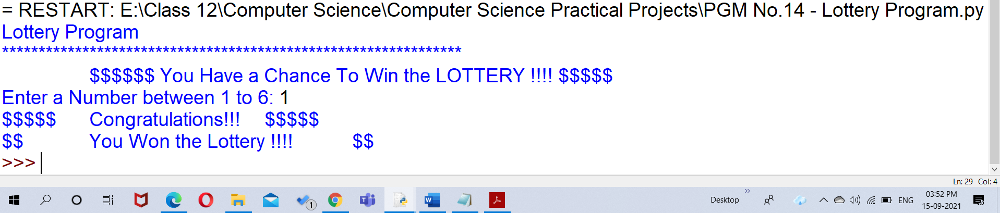 = RESTART: E:\Class 12\Computer Science\Computer Science Practical Projects\PGM No.14 - Lottery Program.py
Lottery Program
***************************************************************
$$$$$$ You Have a Chance To Win the LOTTERY !!!! $$$$$
Enter a Number between 1 to 6: 1
$$$$$ Congratulations!!! $$$$$
$$ You Won the Lottery !!!! $$
>>>
Ln: 29 Col: 4
1
W
Desktop
ENG
03:52 PM
15-09-2021